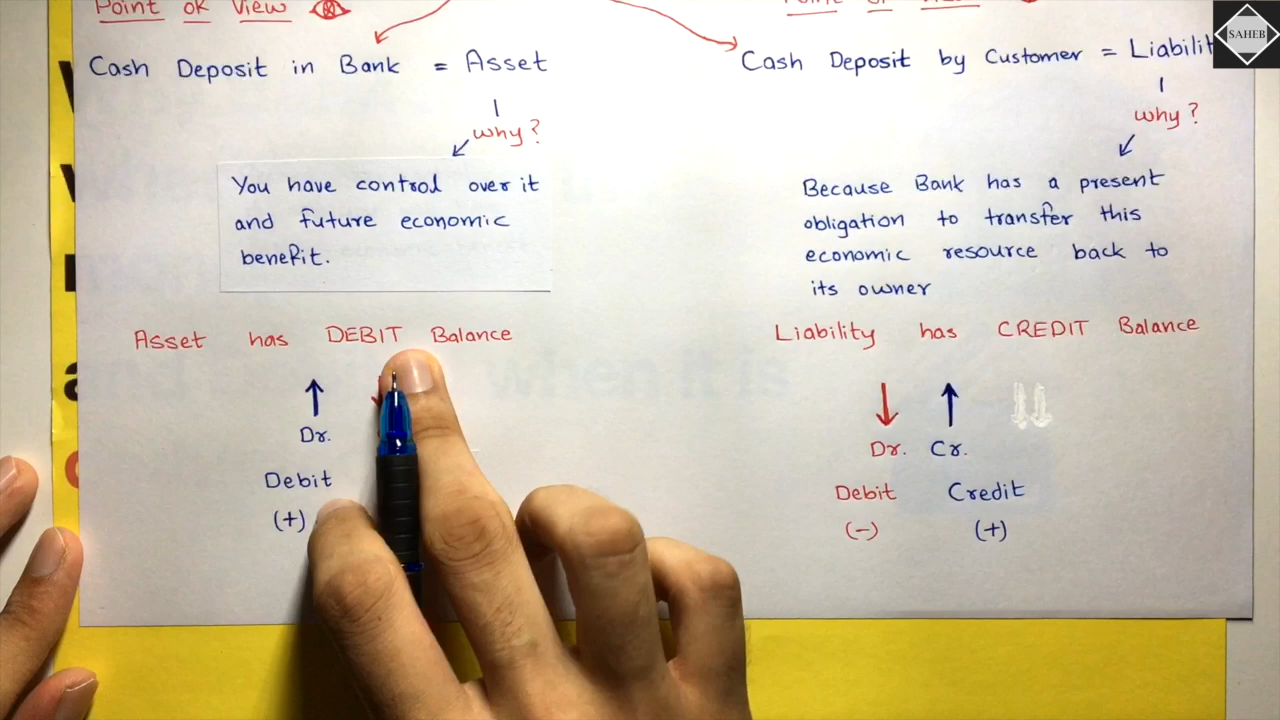 Point of View
Cash Deposit in Bank = Asset
why?
You have control over it
and future economic
benefit.
Asset has DEBIT Balance
Dr.
Debit
(+)
Cash Deposit by Customer = Liabilit
why?
Because Bank has a present
obligation to transfer this
economic resource back to
its owner
Liability has CREDIT Balance
Dr. Cr.
Debit Credit
(-) (+)
SAHEB